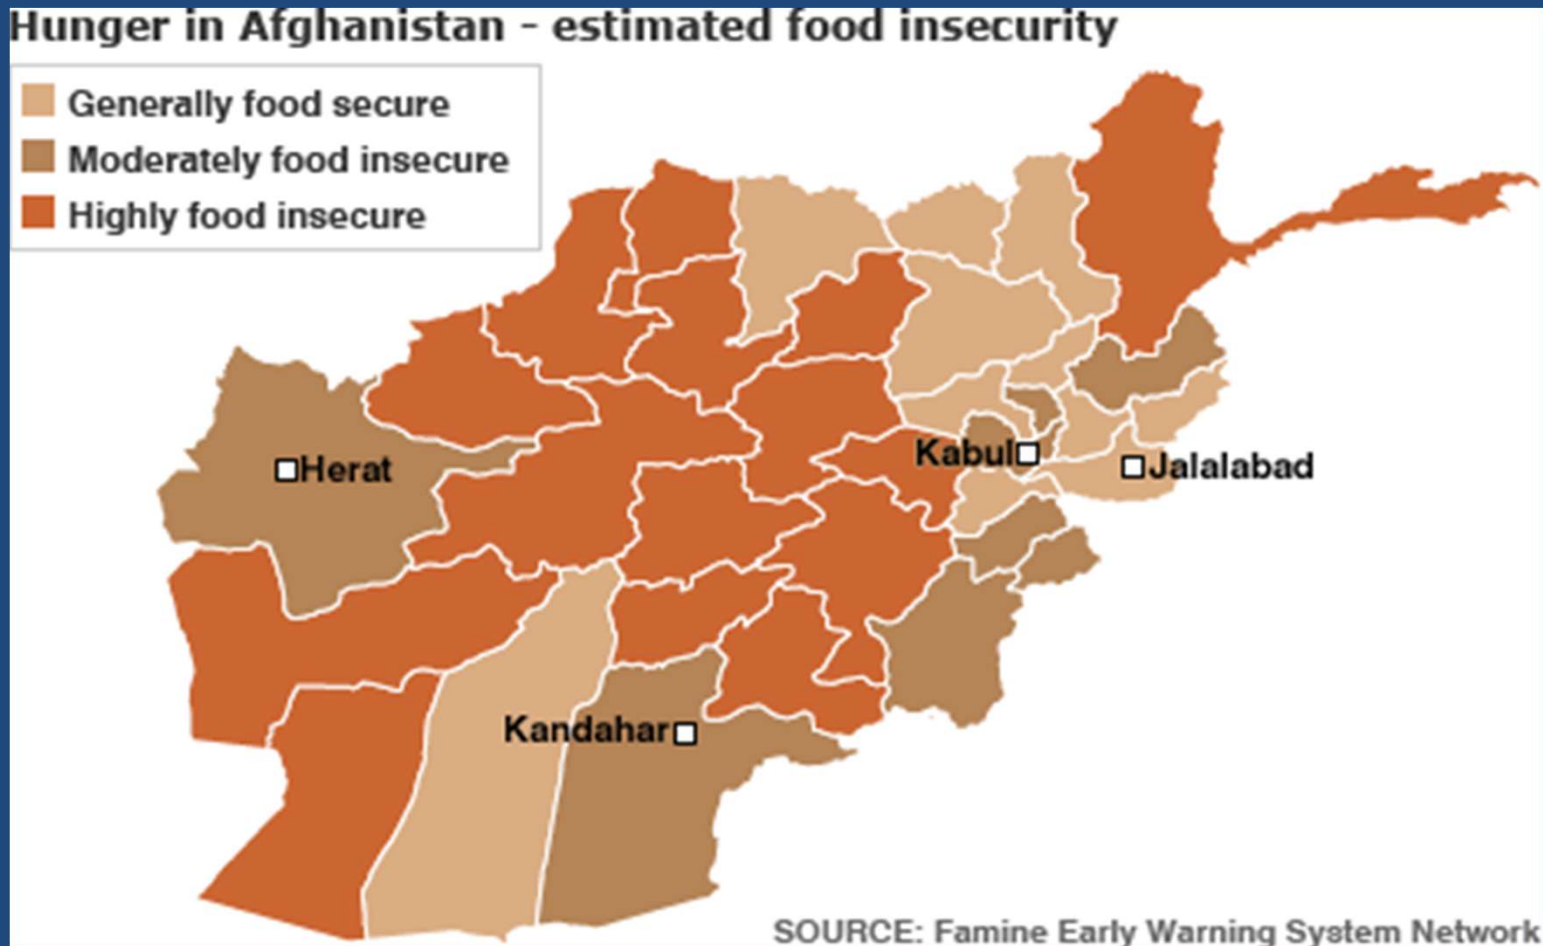 Hunger in Afghanistan - estimated food insecurity
Generally food secure
Moderately food insecure
Highly food insecure
Kabul
Jalalabad
Herat
Kandahar
SOURCE: Famine Early Warning System Network